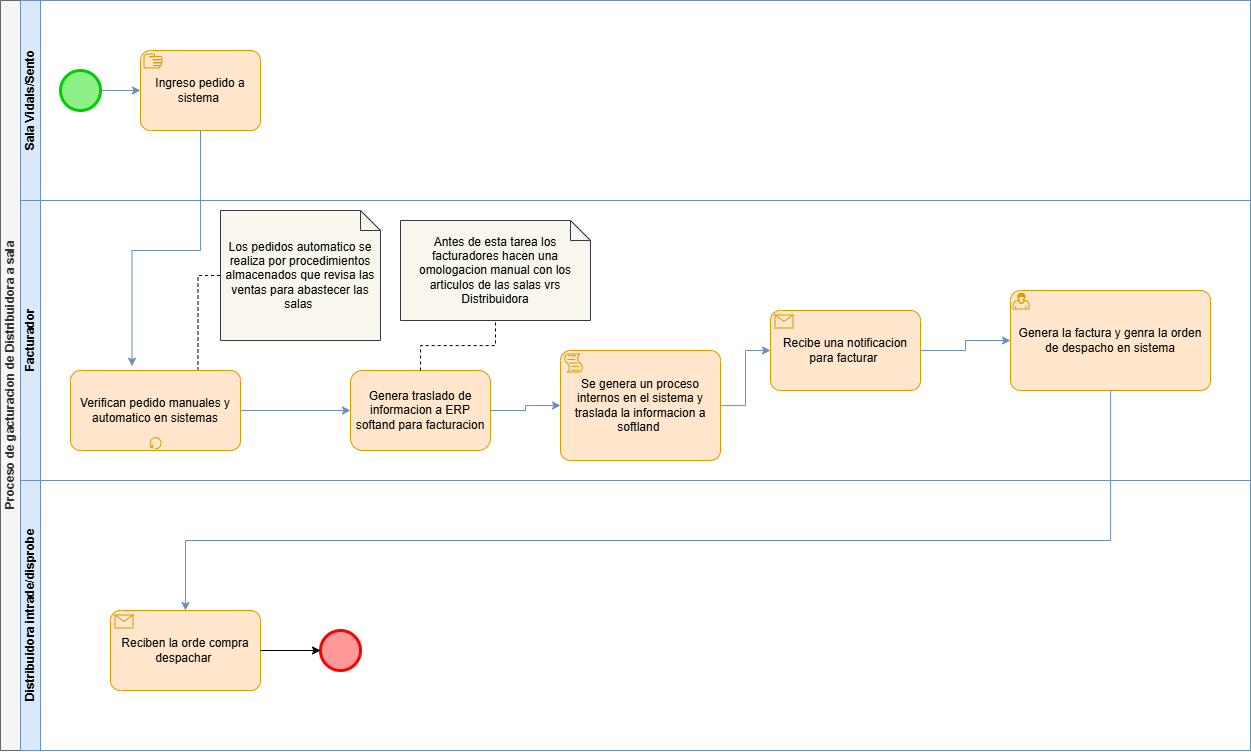 Proceso de gacturacion de Distribuidora a sala
Sala Vidals/Sento
Ingreso pedido a
sistema
Facturador
Los pedidos automatico se
realiza por procedimientos
almacenados que revisa las
ventas para abastecer las
salas
Antes de esta tarea los
facturadores hacen una
omologacion manual con los
articulos de las salas vrs
Distribuidora
Verifican pedido manuales y
automatico en sistemas
Genera traslado de
informacion a ERP
softand para facturacion
Se genera un proceso
internos en el sistema y
traslada la informacion a
softland
Recibe una notificacion
para facturar
Genera la factura y genra la orden
de despacho en sistema
Distribuidora intrade/disprobe
Reciben la orde compra
despachar